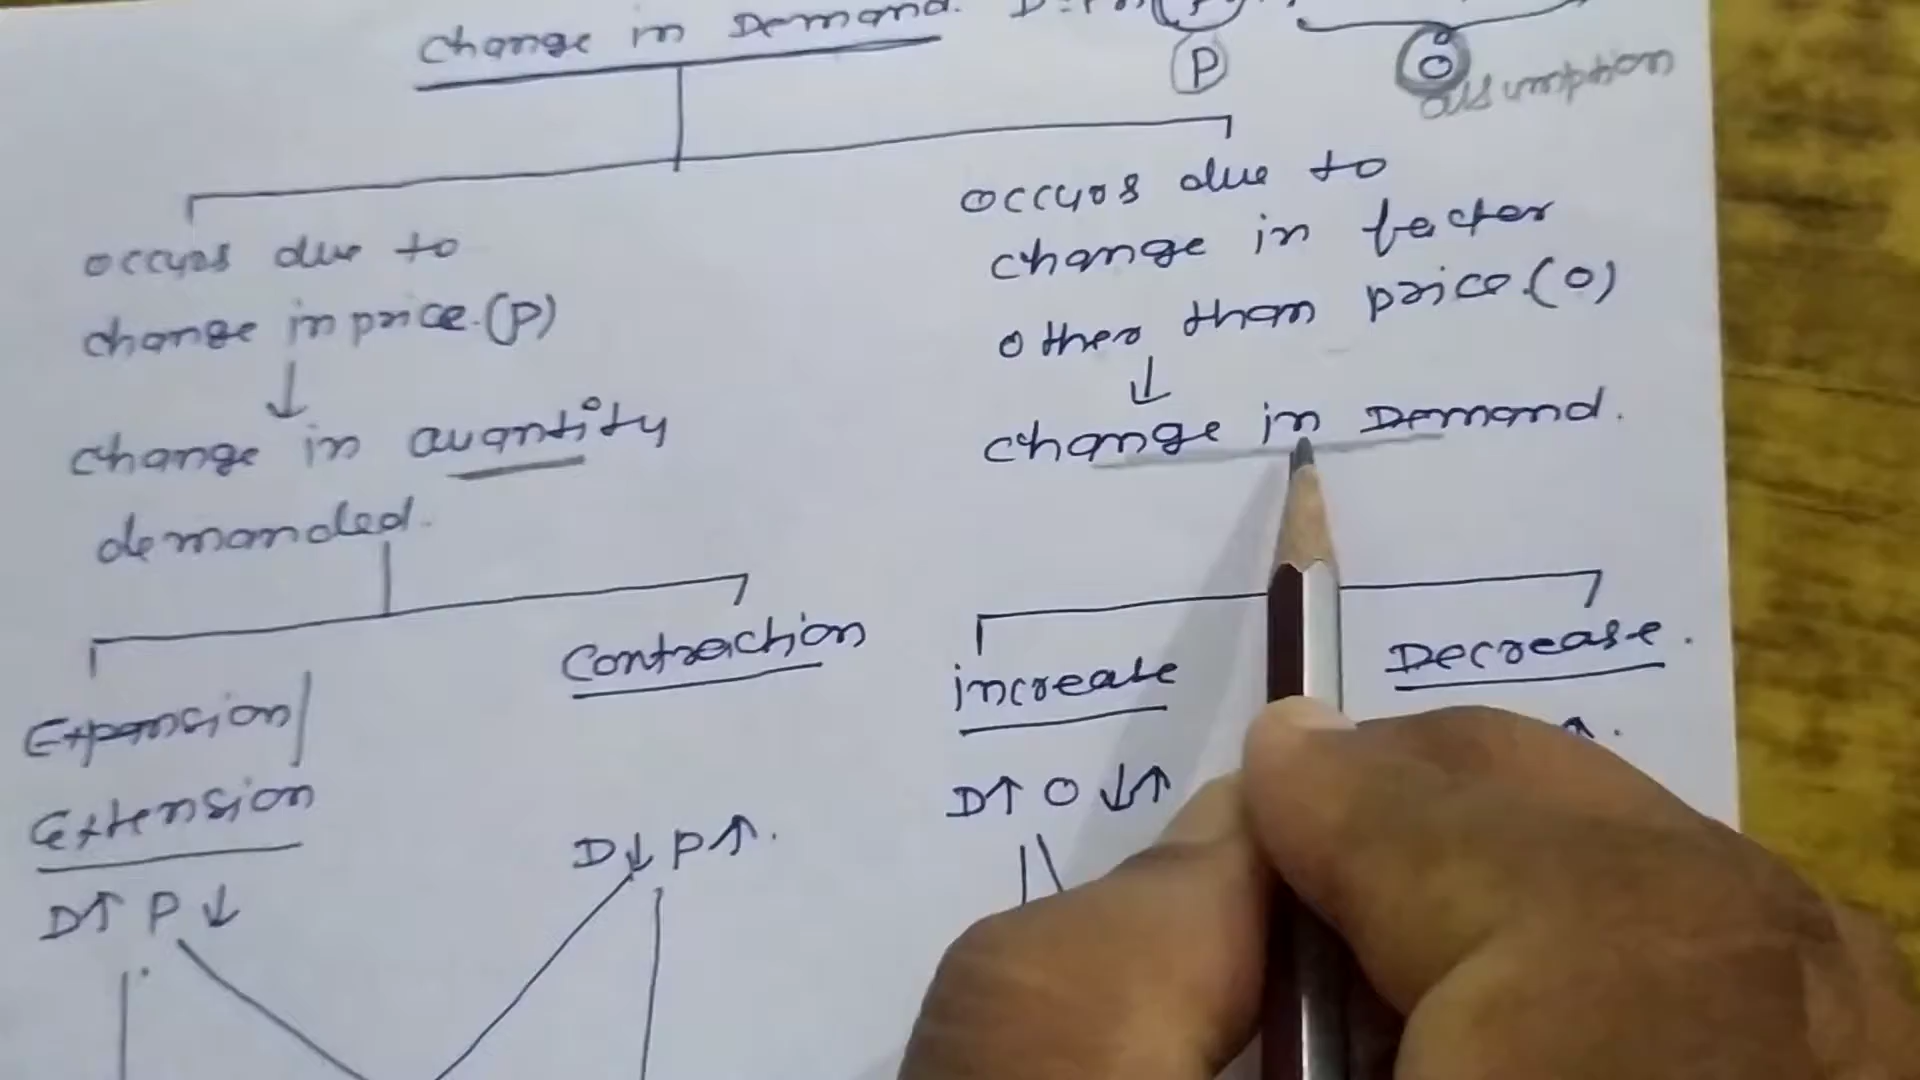 Change in Demand.
P
O
assumption
occurs due to
change in price.(P)
↓
change in Quantity
demanded.
occurs due to
change in factor
other than price.(O)
↓
change in Demand.
Expansion/
Extension
D↑ P↓
Contraction
D↓ P↑.
increase
D↑ O ↓↑
Decrease.